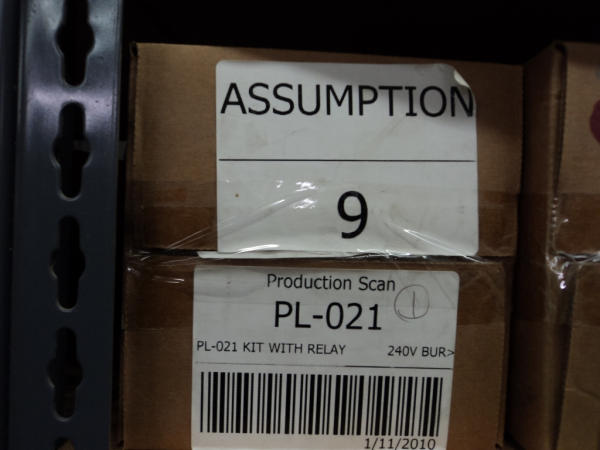 ASSUMPTION
9
Production Scan
PL-021 1
PL-021 KIT WITH RELAY 240V BUR>
1/11/2010